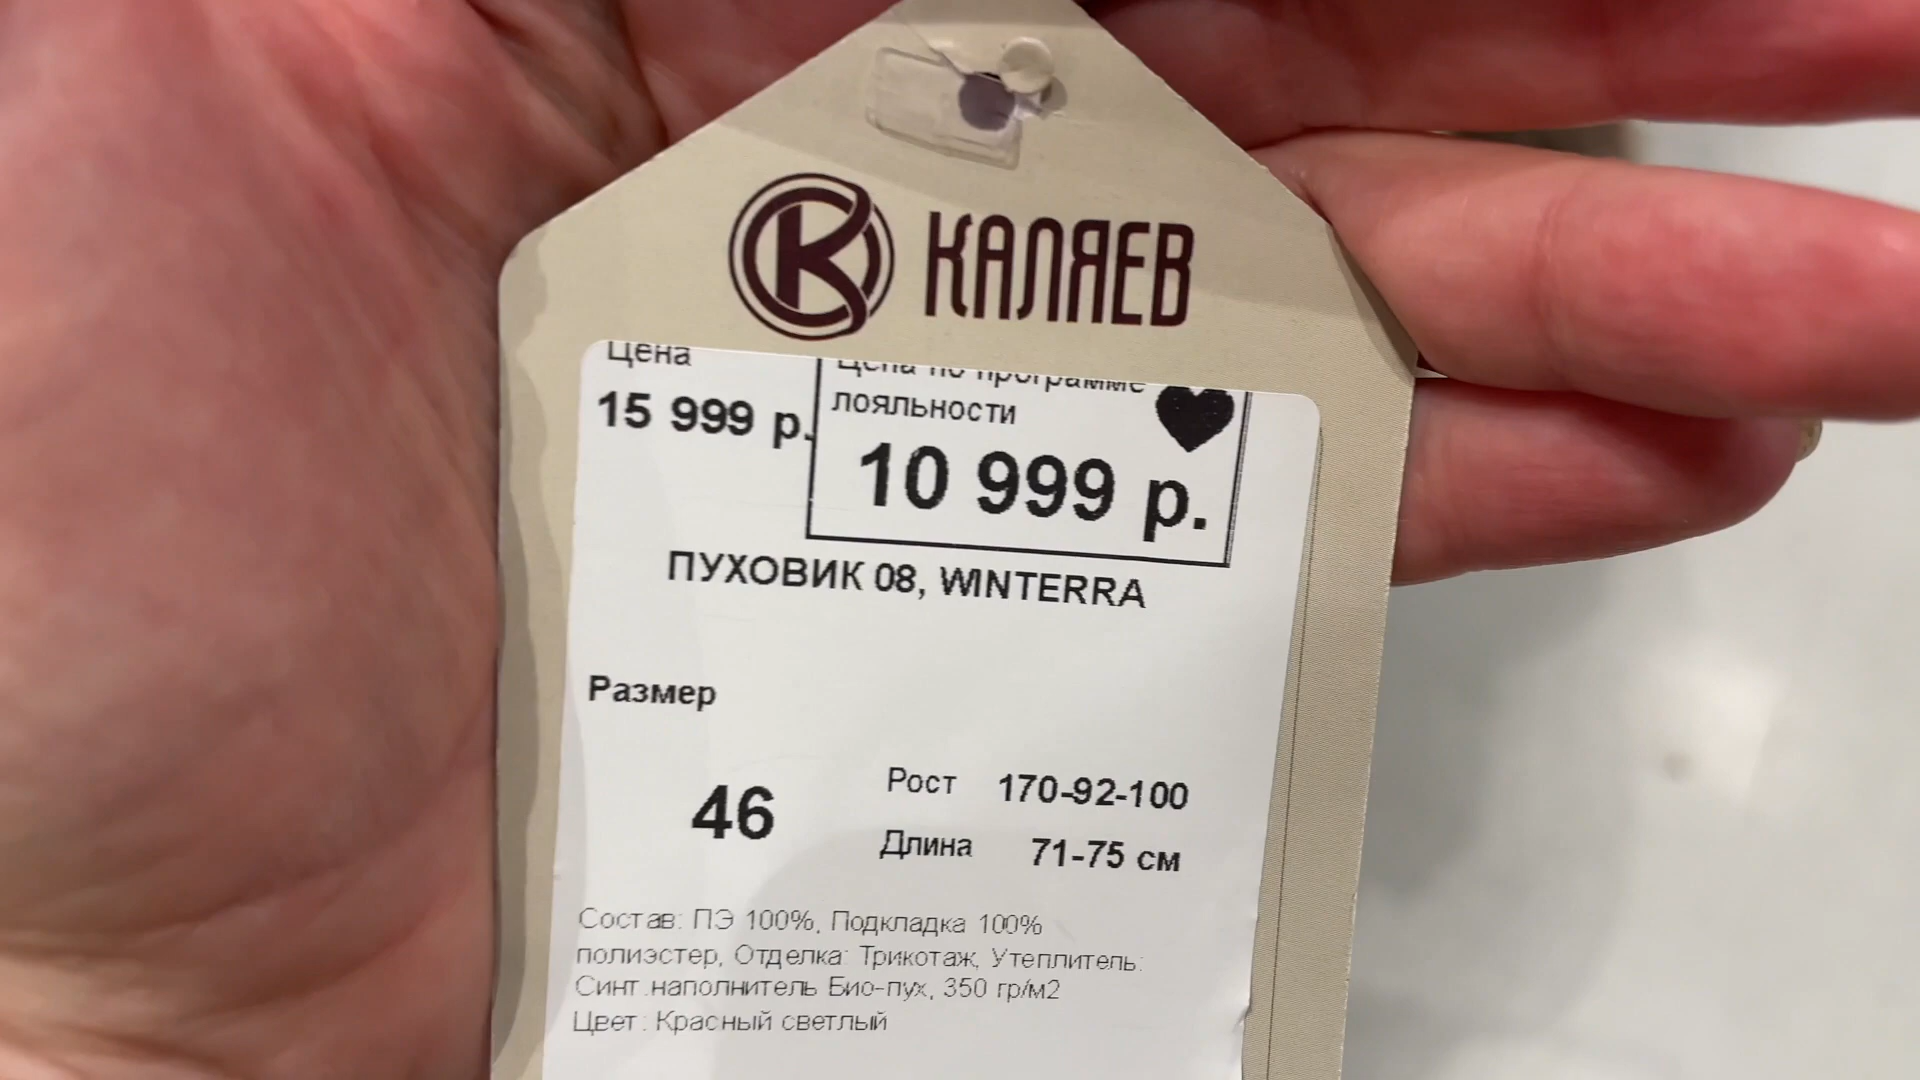 КАЛЯЕВ
Цена
15 999 р.
Цена по программе
лояльности
10 999 р.
ПУХОВИК 08, WINTERRA
Размер
46
Рост 170-92-100
Длина 71-75 см
Состав: ПЭ 100%, Подкладка 100%
полиэстер, Отделка: Трикотаж, Утеплитель:
Синт.наполнитель Био-пух, 350 гр/м2
Цвет: Красный светлый